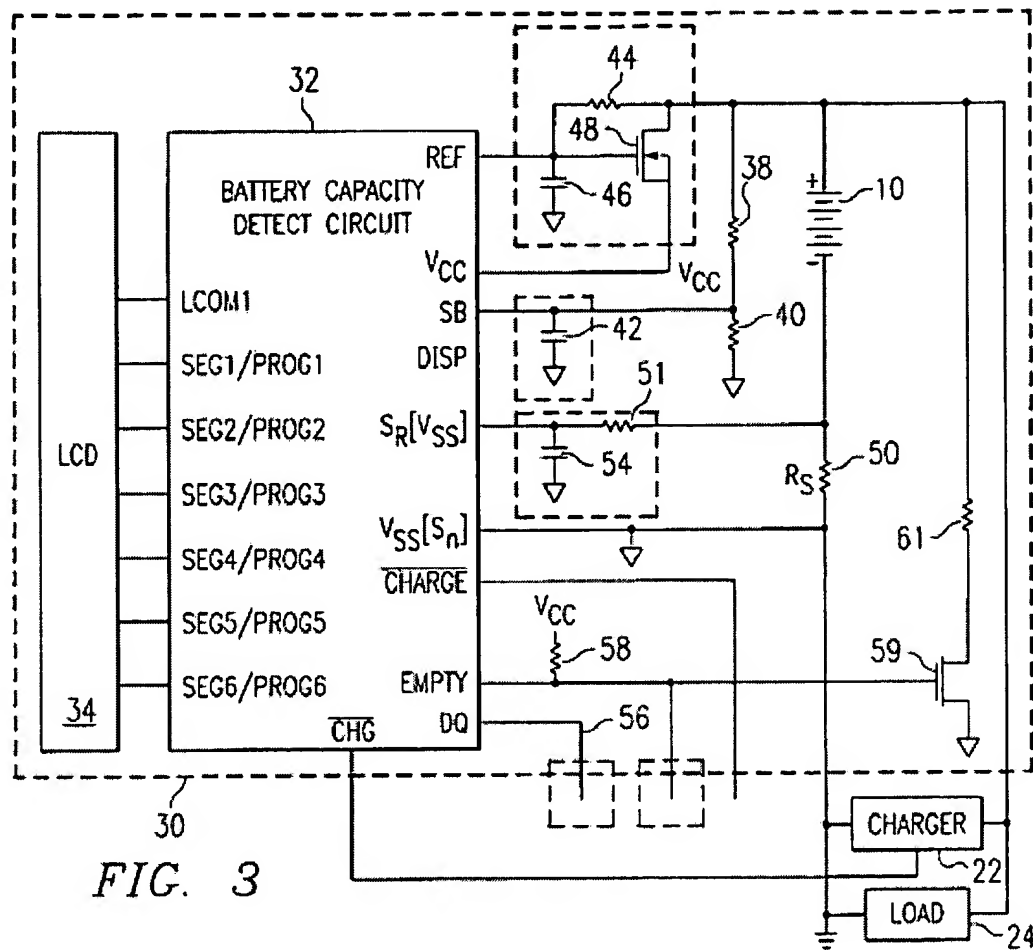 32
BATTERY CAPACITY
DETECT CIRCUIT
REF
VCC
SB
DISP
SR[VSS]
VSS[Sn]
CHARGE
EMPTY
DQ
CHG
LCOM1
SEG1/PROG1
SEG2/PROG2
SEG3/PROG3
SEG4/PROG4
SEG5/PROG5
SEG6/PROG6
LCD
34
44
48
46
38
+
10
-
VCC
40
42
51
54
RS
50
61
VCC
58
59
56
30
CHARGER
22
LOAD
24
FIG. 3